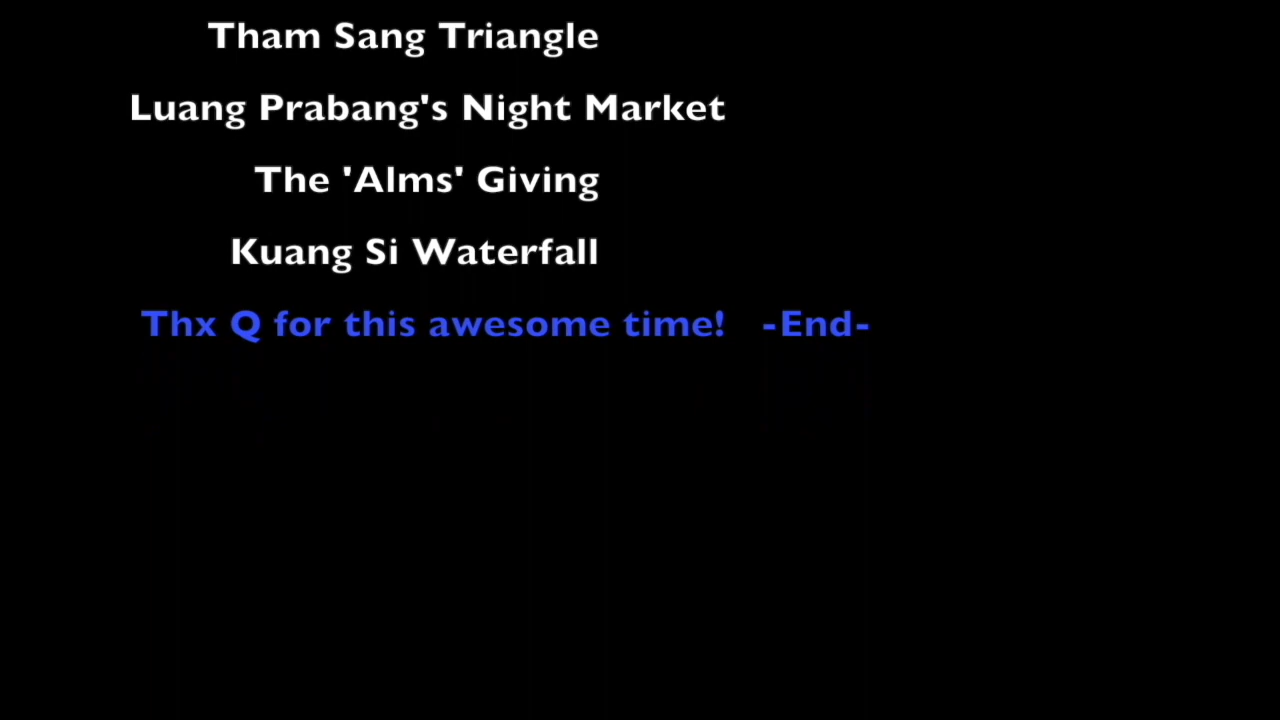 Tham Sang Triangle
Luang Prabang's Night Market
The 'Alms' Giving
Kuang Si Waterfall
Thx Q for this awesome time! -End-